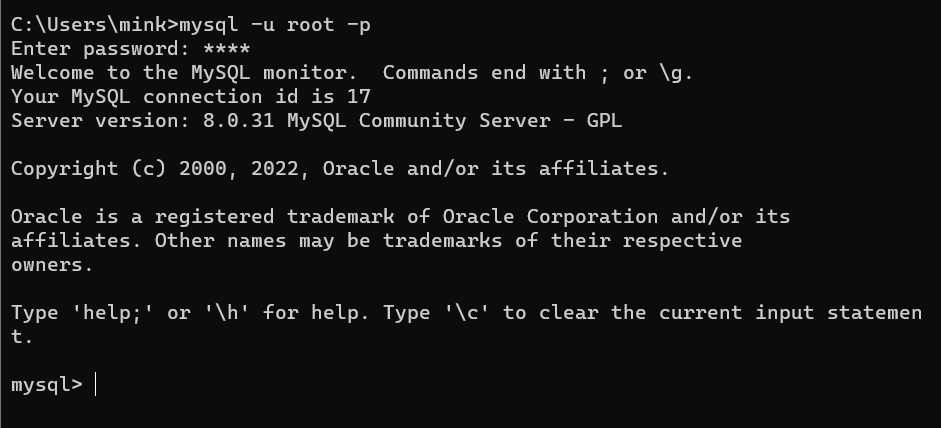 C:\Users\mink>mysql -u root -p
Enter password: ****
Welcome to the MySQL monitor.  Commands end with ; or \g.
Your MySQL connection id is 17
Server version: 8.0.31 MySQL Community Server - GPL

Copyright (c) 2000, 2022, Oracle and/or its affiliates.

Oracle is a registered trademark of Oracle Corporation and/or its
affiliates. Other names may be trademarks of their respective
owners.

Type 'help;' or '\h' for help. Type '\c' to clear the current input statemen
t.

mysql>